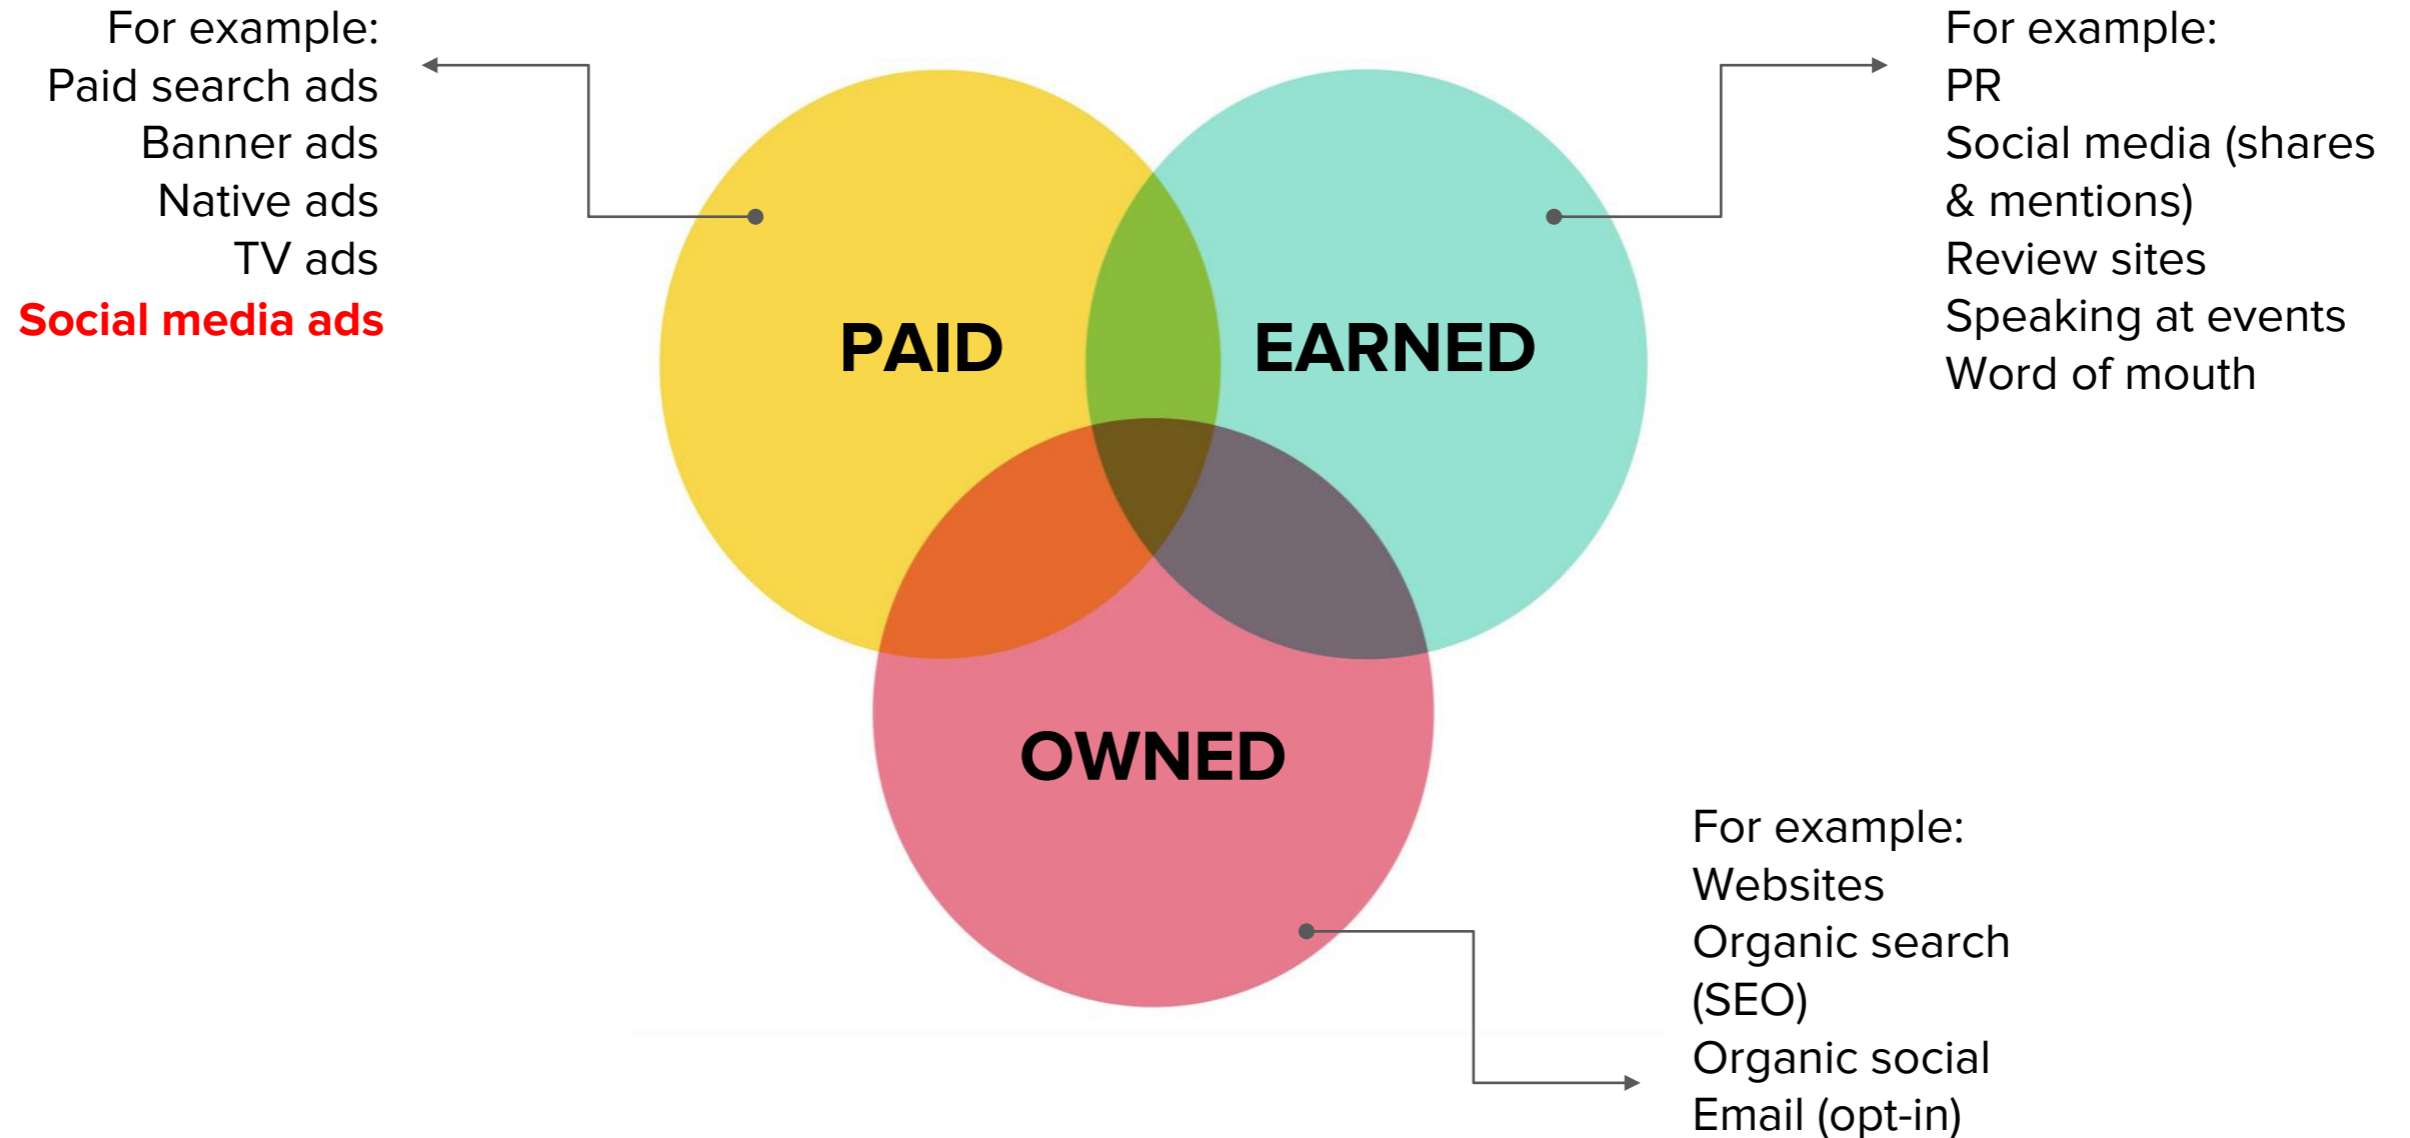 For example:
Paid search ads
Banner ads
Native ads
TV ads
Social media ads
PAID
EARNED
For example:
PR
Social media (shares
& mentions)
Review sites
Speaking at events
Word of mouth
OWNED
For example:
Websites
Organic search
(SEO)
Organic social
Email (opt-in)